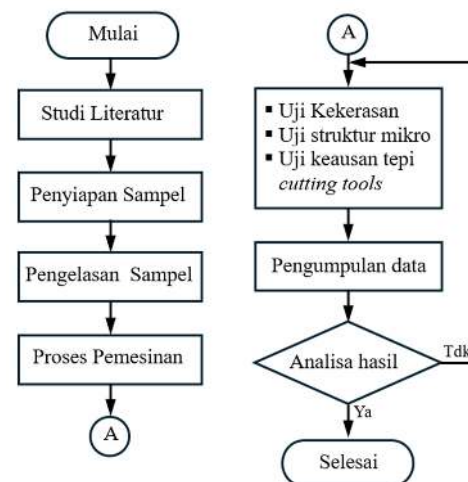 Mulai
Studi Literatur
Penyiapan Sampel
Pengelasan Sampel
Proses Pemesinan
A
A
▪ Uji Kekerasan
▪ Uji struktur mikro
▪ Uji keausan tepi
cutting tools
Pengumpulan data
Analisa hasil
Tdk
Ya
Selesai